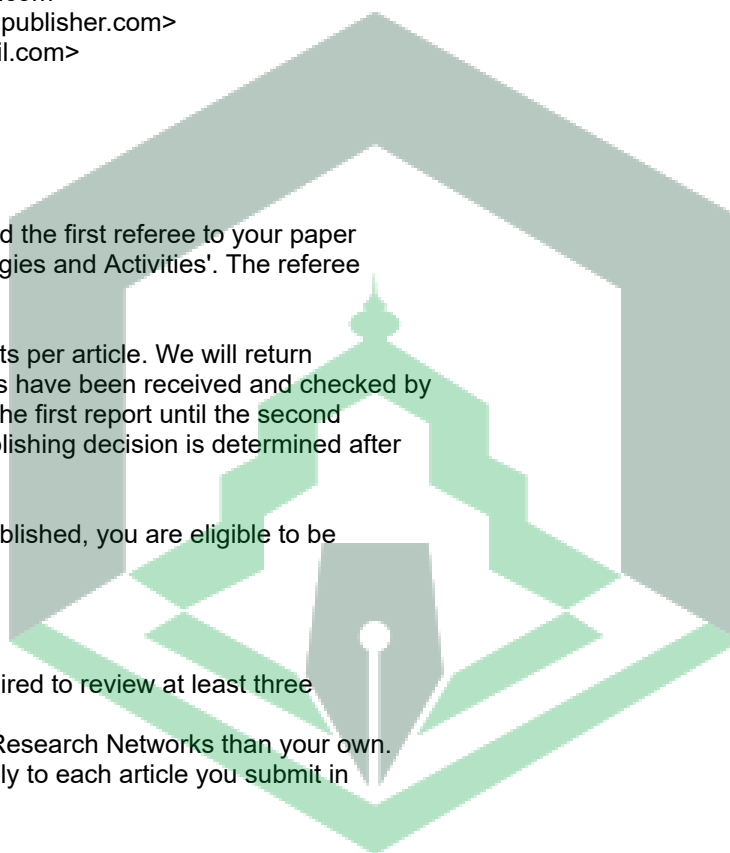 publisher.com>
il.com>
d the first referee to your paper
gies and Activities'. The referee
ts per article. We will return
s have been received and checked by
he first report until the second
lishing decision is determined after
blished, you are eligible to be
ired to review at least three
Research Networks than your own.
ly to each article you submit in